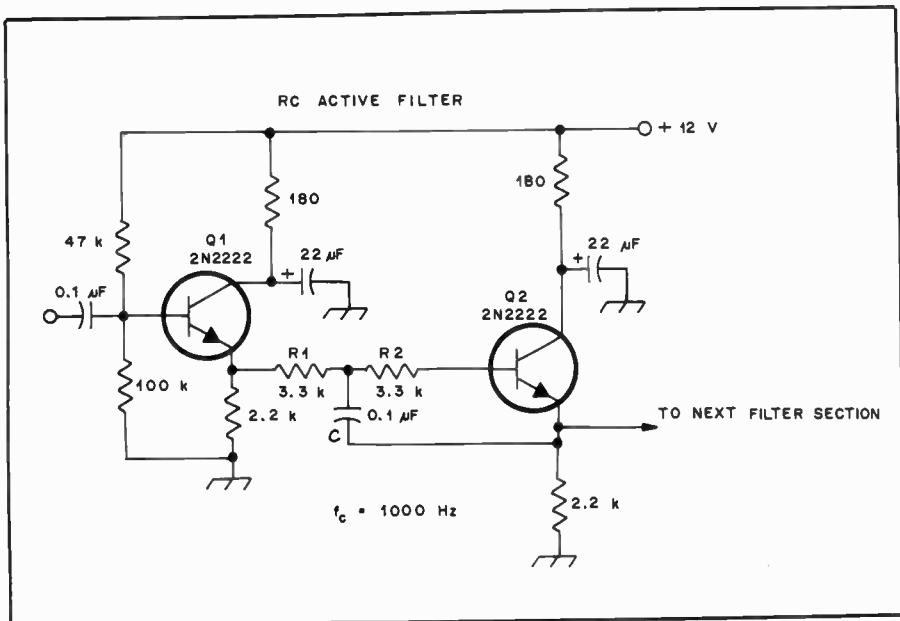 RC ACTIVE FILTER
+ 12 V
180
180
47 k
Q1
2N2222
+
22 µF
+
22 µF
0.1 µF
Q2
2N2222
R1
R2
3.3 k
3.3 k
100 k
2.2 k
0.1 µF
C
TO NEXT FILTER SECTION
fc = 1000 Hz
2.2 k